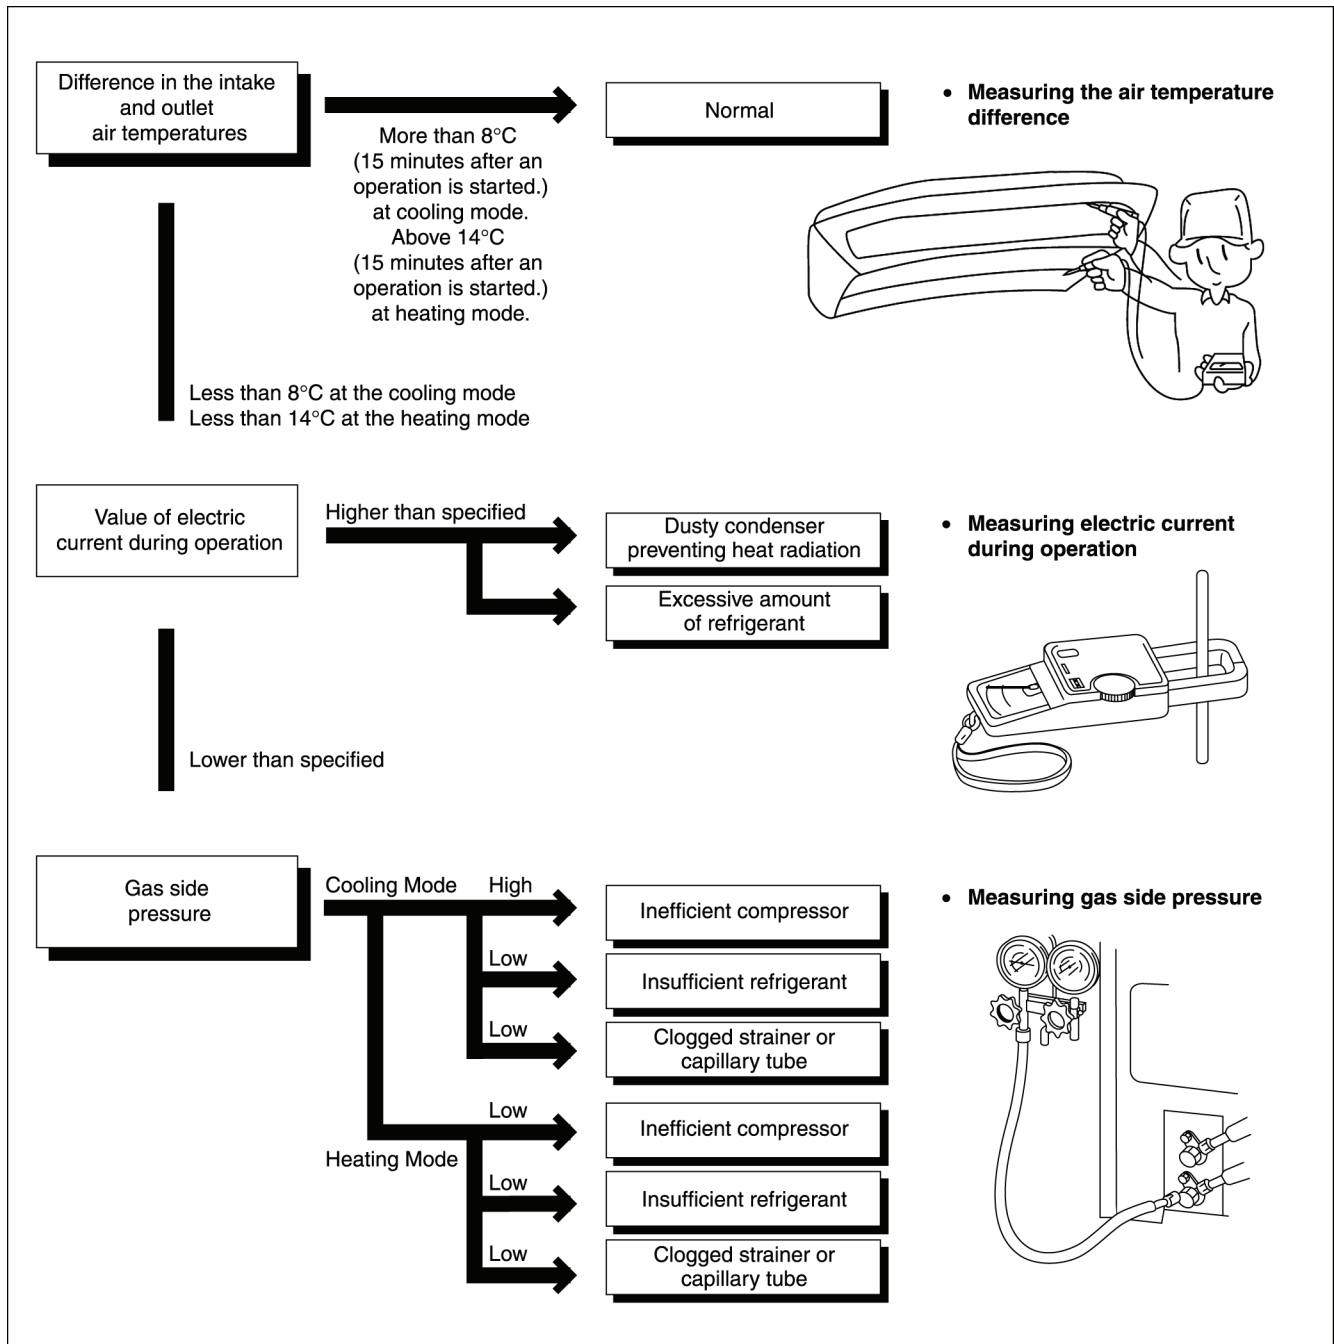 Difference in the intake
and outlet
air temperatures
More than 8°C
(15 minutes after an
operation is started.)
at cooling mode.
Above 14°C
(15 minutes after an
operation is started.)
at heating mode.
Normal
• Measuring the air temperature
difference
Less than 8°C at the cooling mode
Less than 14°C at the heating mode
Value of electric
current during operation
Higher than specified
Dusty condenser
preventing heat radiation
Excessive amount
of refrigerant
• Measuring electric current
during operation
Lower than specified
Gas side
pressure
Cooling Mode
High
Inefficient compressor
Low
Insufficient refrigerant
Low
Clogged strainer or
capillary tube
Heating Mode
Low
Inefficient compressor
Low
Insufficient refrigerant
Low
Clogged strainer or
capillary tube
• Measuring gas side pressure